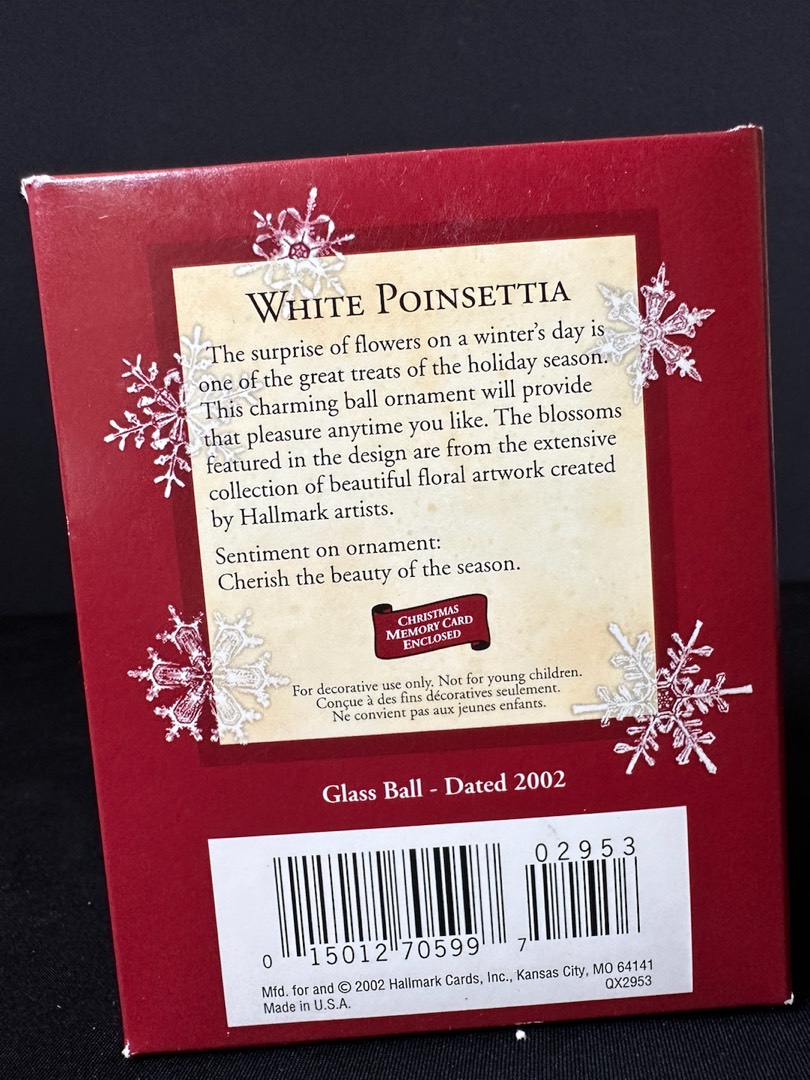 WHITE POINSETTIA
The surprise of flowers on a winter's day is
one of the great treats of the holiday season.
This charming ball ornament will provide
that pleasure anytime you like. The blossoms
featured in the design are from the extensive
collection of beautiful floral artwork created
by Hallmark artists.
Sentiment on ornament:
Cherish the beauty of the season.
CHRISTMAS
MEMORY CARD
ENCLOSED
For decorative use only. Not for young children.
Conçue à des fins décoratives seulement.
Ne convient pas aux jeunes enfants.
Glass Ball - Dated 2002
02953
0 15012 70599 7
Mfd. for and © 2002 Hallmark Cards, Inc., Kansas City, MO 64141
Made in U.S.A. QX2953